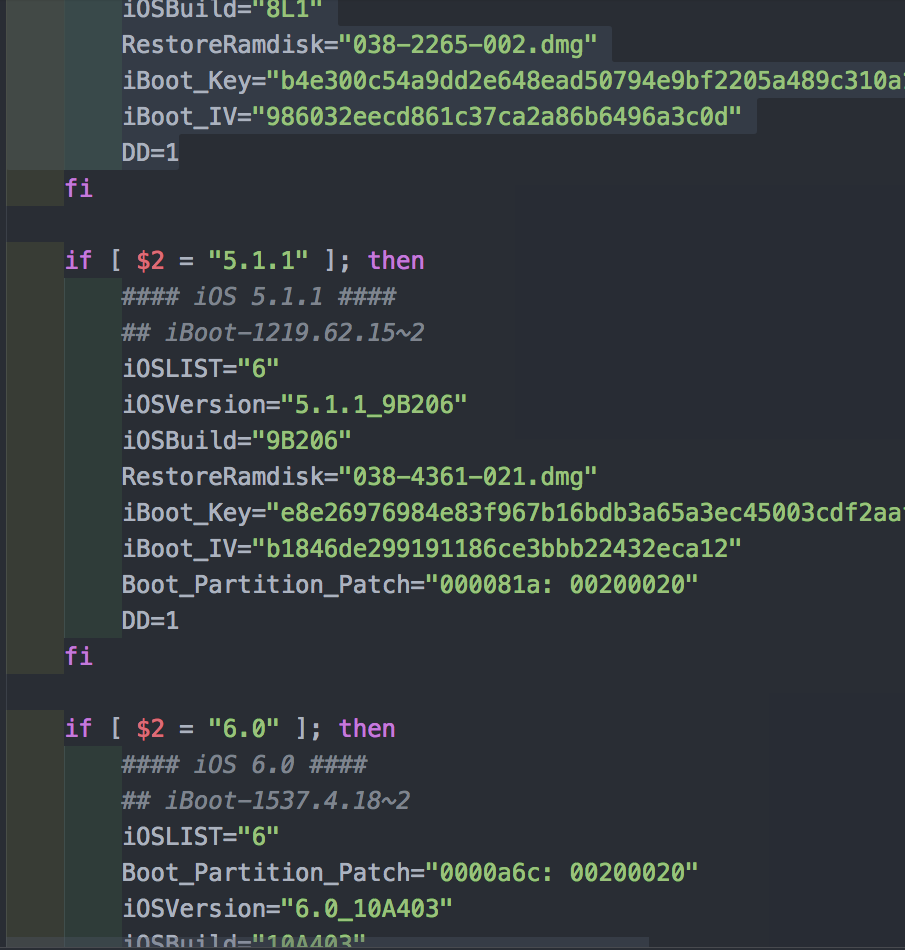 iOSBuild="8L1"
RestoreRamdisk="038-2265-002.dmg"
iBoot_Key="b4e300c54a9dd2e648ead50794e9bf2205a489c310a
iBoot_IV="986032eecd861c37ca2a86b6496a3c0d"
DD=1
fi
if [ $2 = "5.1.1" ]; then
#### iOS 5.1.1 ####
## iBoot-1219.62.15~2
iOSLIST="6"
iOSVersion="5.1.1_9B206"
iOSBuild="9B206"
RestoreRamdisk="038-4361-021.dmg"
iBoot_Key="e8e26976984e83f967b16bdb3a65a3ec45003cdf2aa
iBoot_IV="b1846de299191186ce3bbb22432eca12"
Boot_Partition_Patch="000081a: 00200020"
DD=1
fi
if [ $2 = "6.0" ]; then
#### iOS 6.0 ####
## iBoot-1537.4.18~2
iOSLIST="6"
Boot_Partition_Patch="0000a6c: 00200020"
iOSVersion="6.0_10A403"
iOSBuild="10A403"